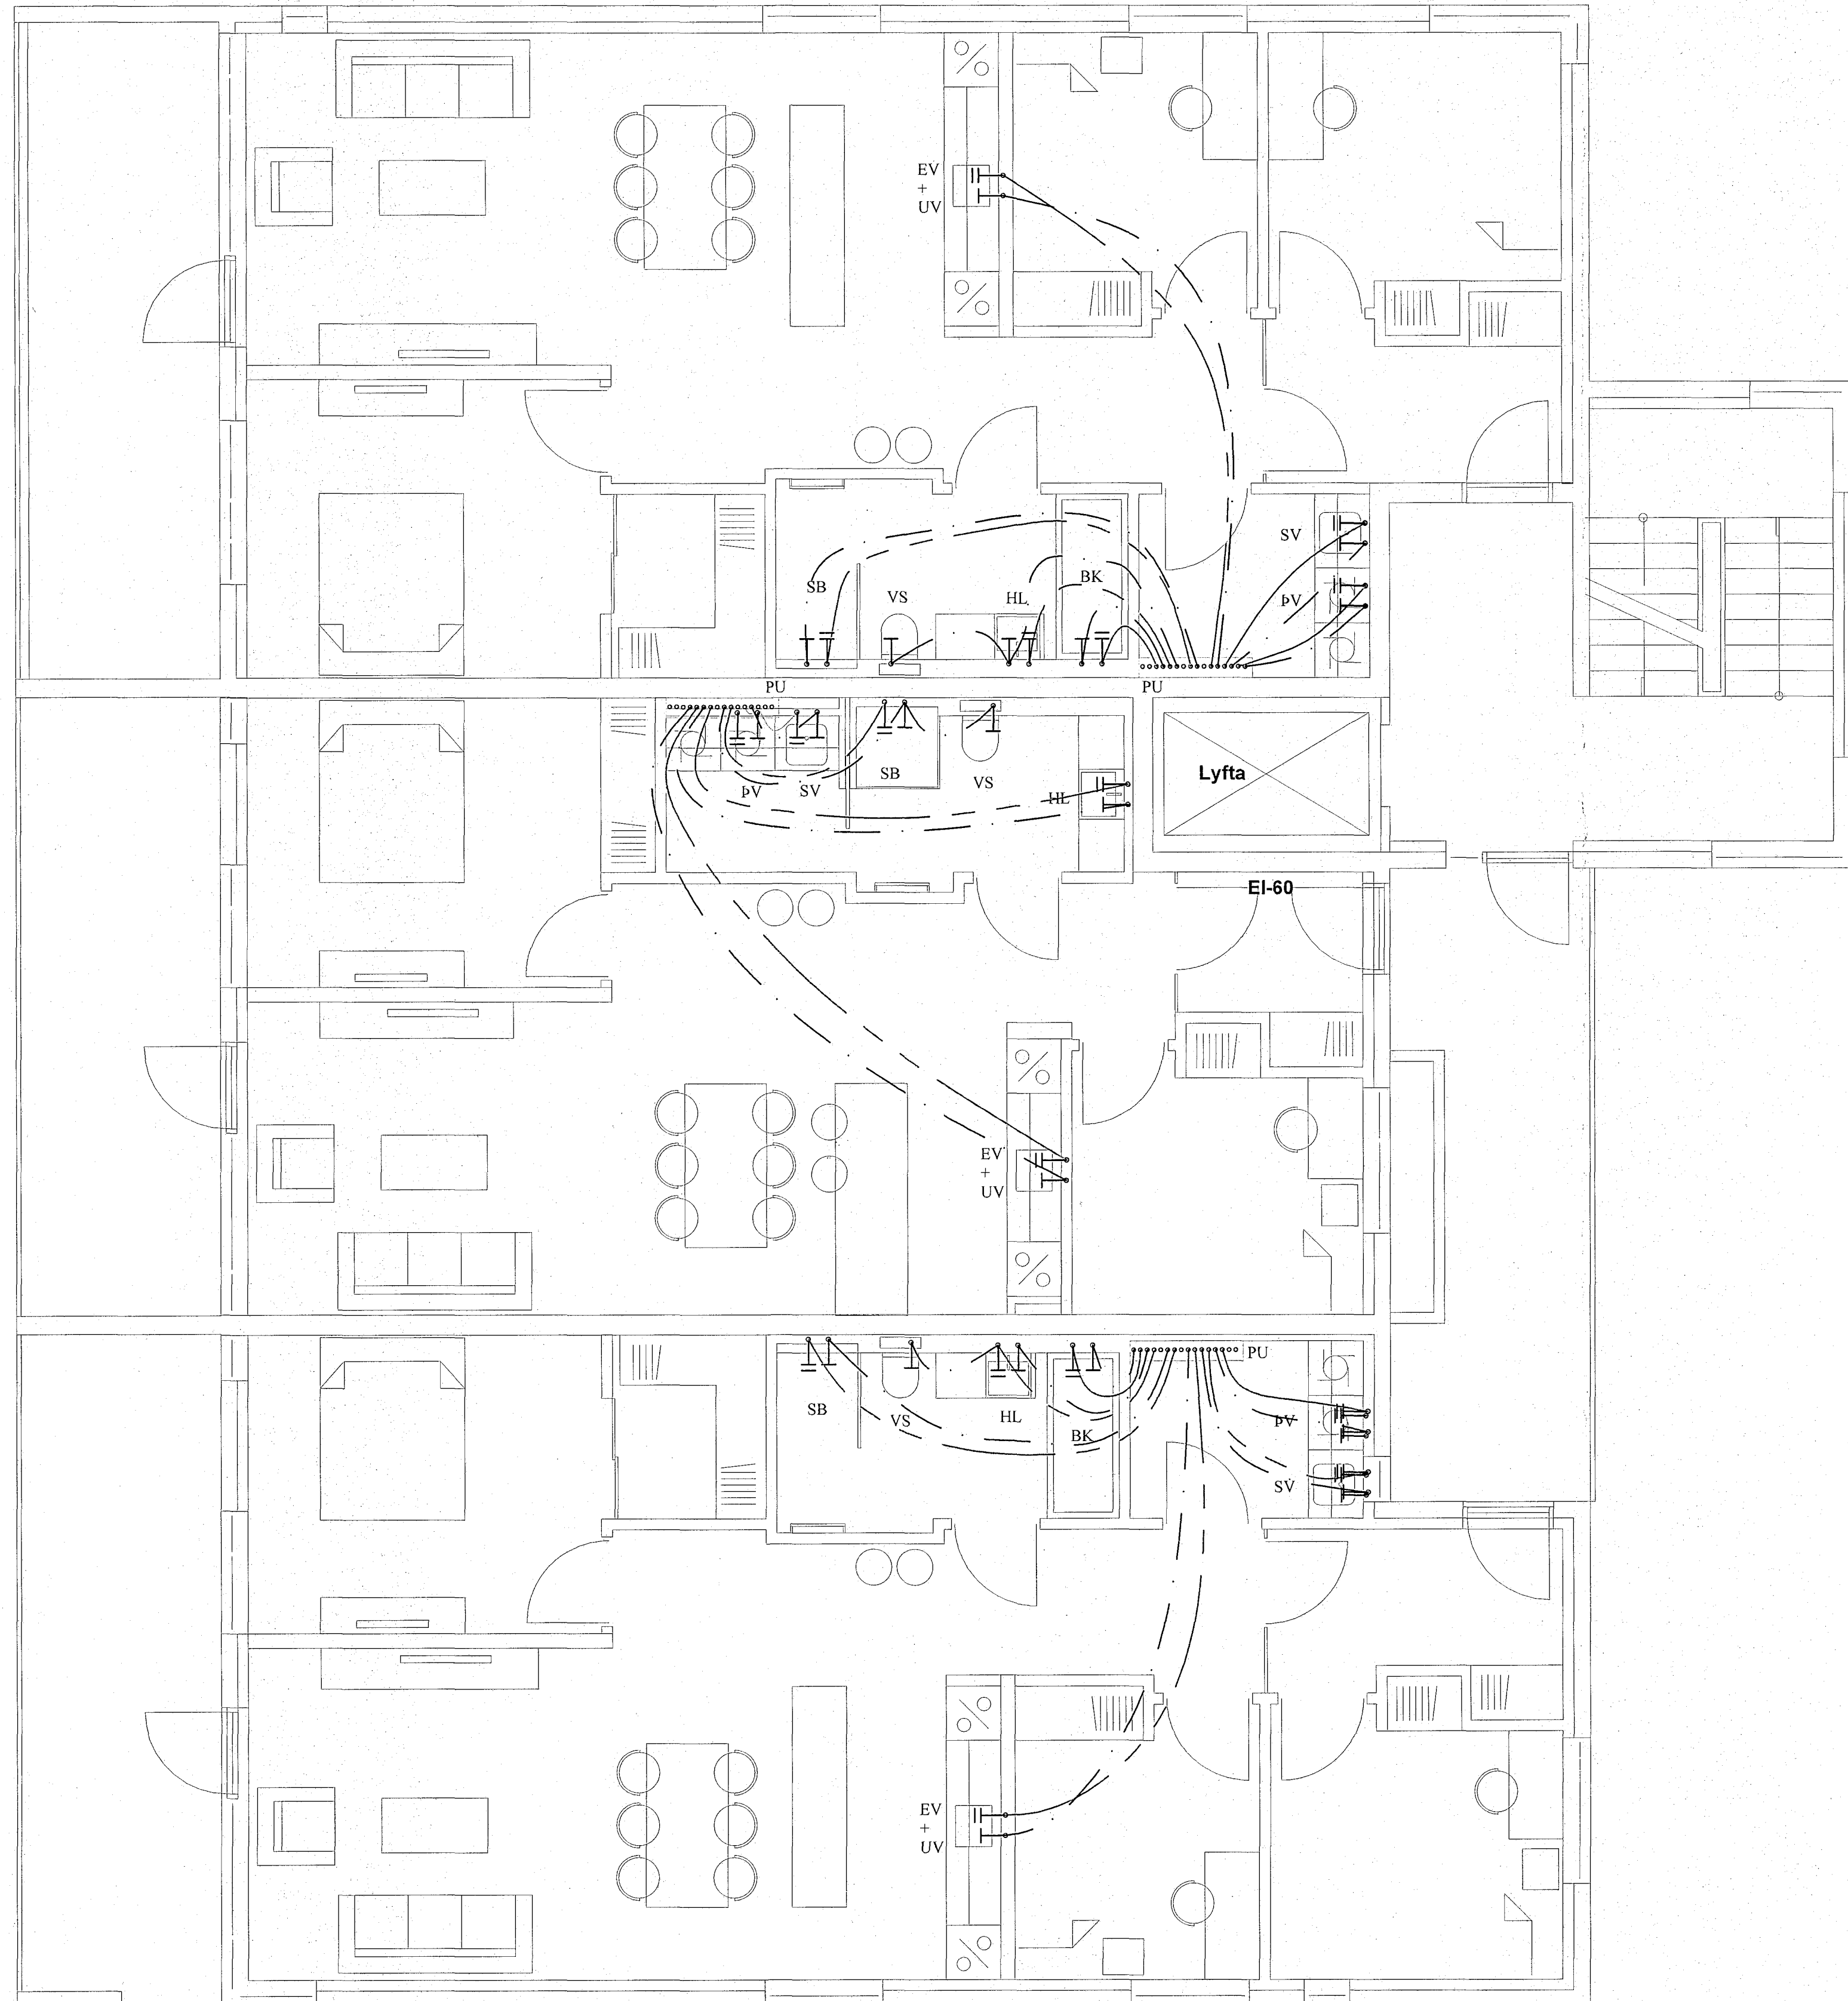 EV
+
UV
SV
SB
BK
VS
HL
ÞV
PU
PU
Lyfta
SB
VS
ÞV
SV
HL
EI-60
EV
+
UV
PU
SB
VS
HL
ÞV
BK
SV
EV
+
UV